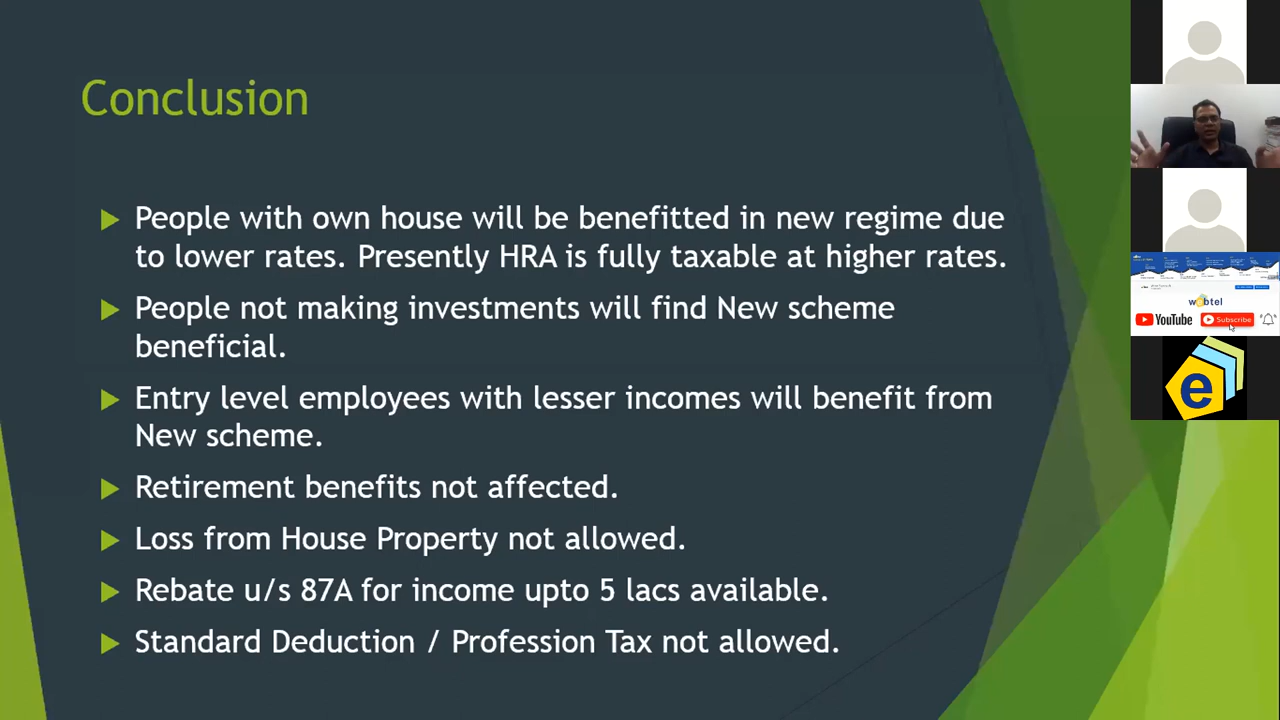 Conclusion
People with own house will be benefitted in new regime due
to lower rates. Presently HRA is fully taxable at higher rates.
People not making investments will find New scheme
beneficial.
Entry level employees with lesser incomes will benefit from
New scheme.
Retirement benefits not affected.
Loss from House Property not allowed.
Rebate u/s 87A for income upto 5 lacs available.
Standard Deduction / Profession Tax not allowed.
webtel
YouTube
Subscribe
e